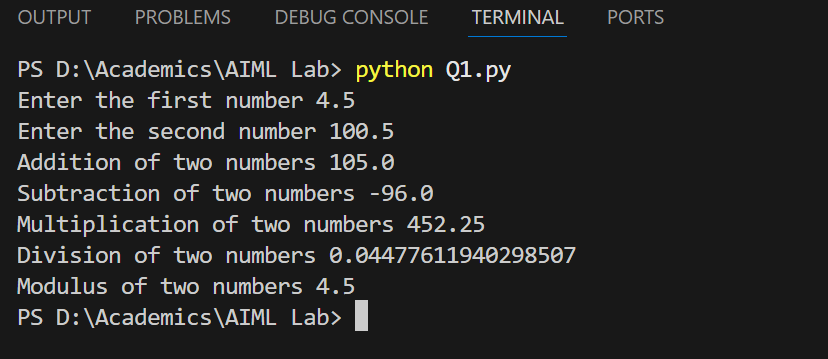 OUTPUT PROBLEMS DEBUG CONSOLE TERMINAL PORTS
PS D:\Academics\AIML Lab> python Q1.py
Enter the first number 4.5
Enter the second number 100.5
Addition of two numbers 105.0
Subtraction of two numbers -96.0
Multiplication of two numbers 452.25
Division of two numbers 0.04477611940298507
Modulus of two numbers 4.5
PS D:\Academics\AIML Lab>